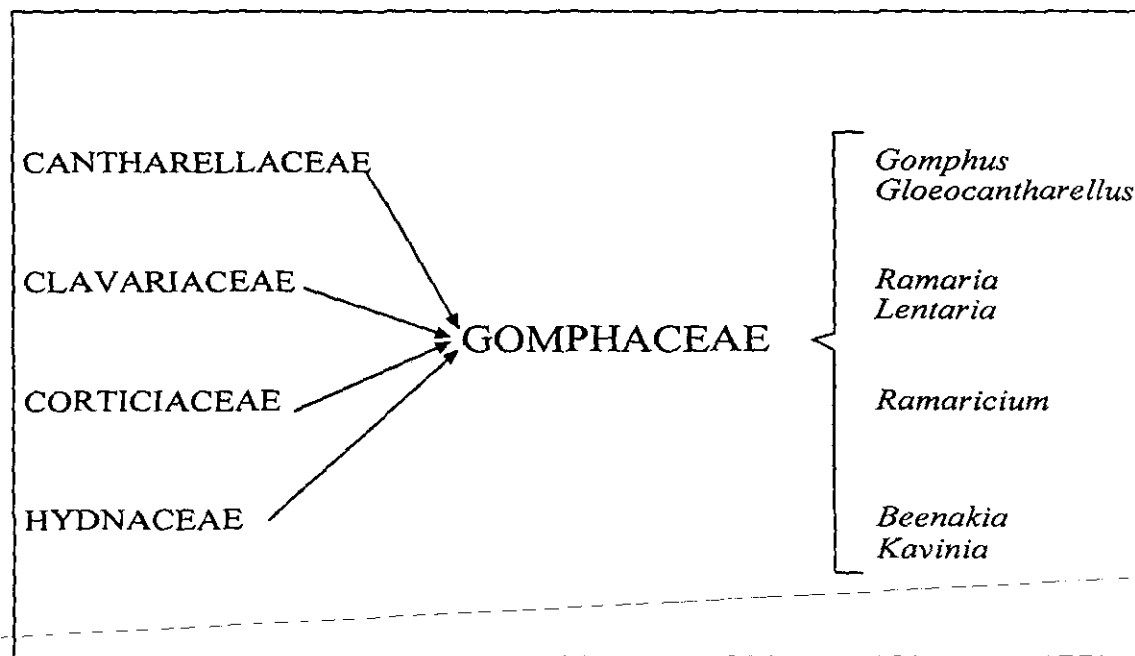 CANTHARELLACEAE
CLAVARIACEAE
CORTICIACEAE
HYDNACEAE
GOMPHACEAE
Gomphus
Gloeocantharellus
Ramaria
Lentaria
Ramaricium
Beenakia
Kavinia